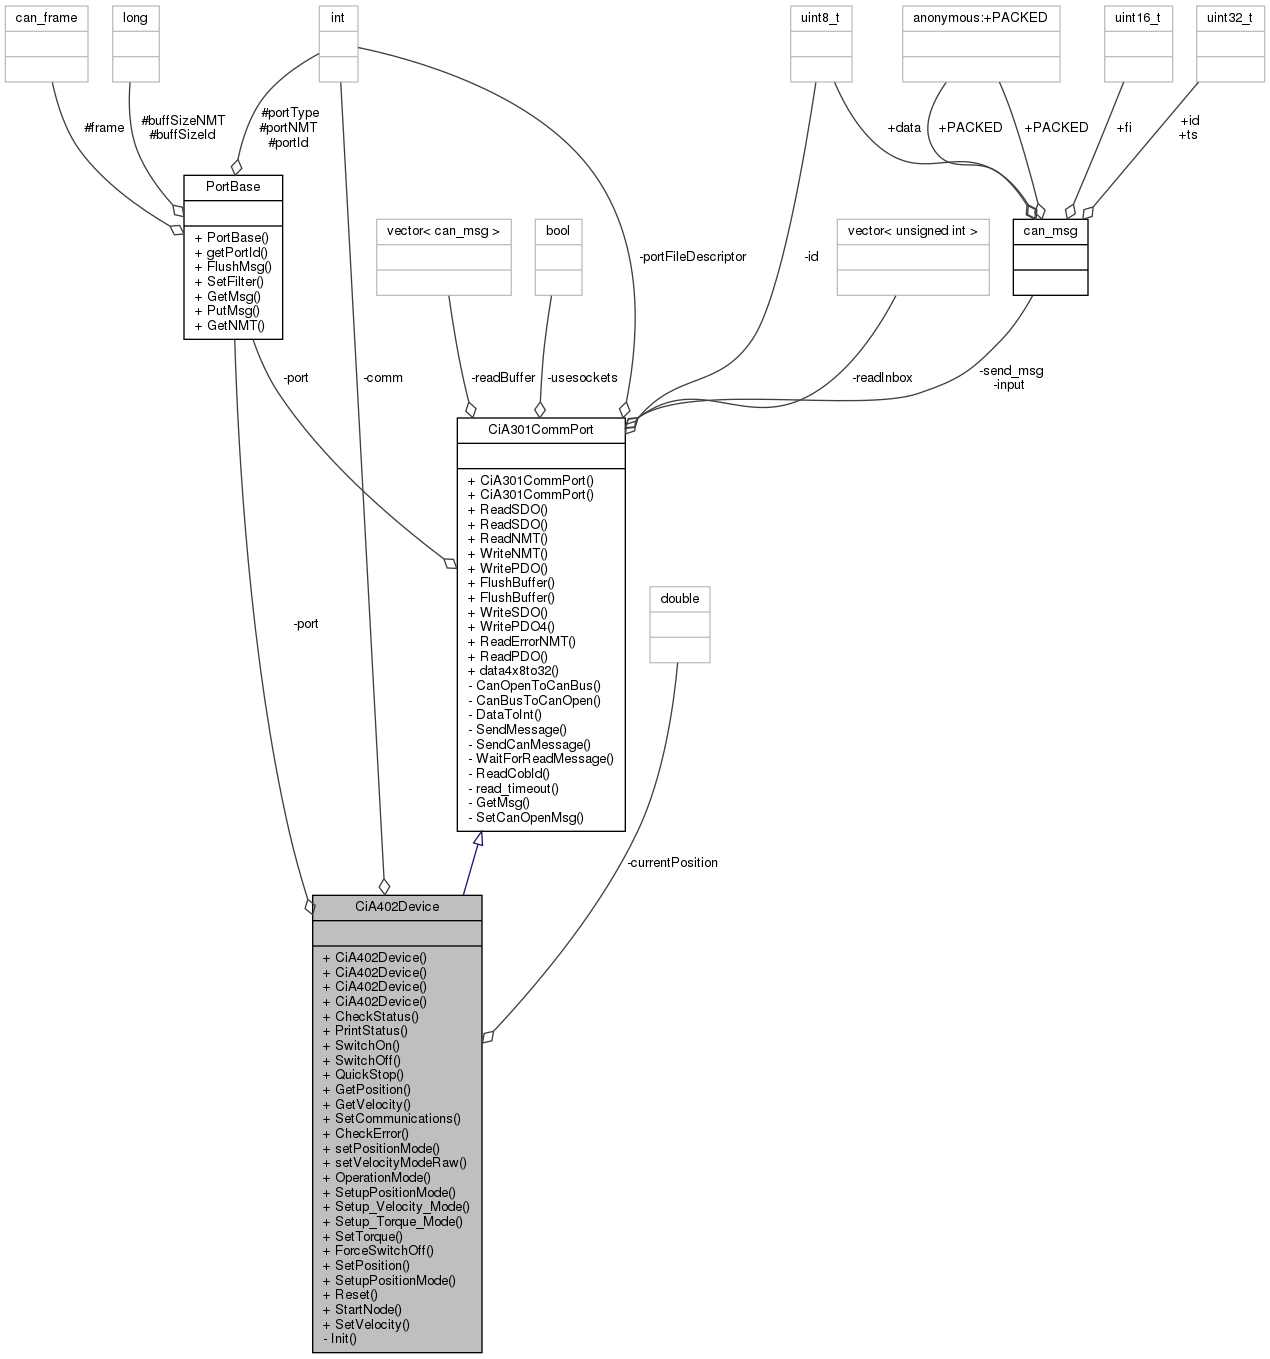 can_frame
long
int
uint8_t
anonymous:+PACKED
uint16_t
uint32_t
#frame
#buffSizeNMT
#buffSizeId
#portType
#portNMT
#portId
+data
+PACKED
+PACKED
+fi
+id
+ts
PortBase
+ PortBase()
+ getPortId()
+ FlushMsg()
+ SetFilter()
+ GetMsg()
+ PutMsg()
+ GetNMT()
vector< can_msg >
bool
vector< unsigned int >
can_msg
-portFileDescriptor
-id
-port
-comm
-readBuffer
-usesockets
-readInbox
-send_msg
-input
CiA301CommPort
+ CiA301CommPort()
+ CiA301CommPort()
+ ReadSDO()
+ ReadSDO()
+ ReadNMT()
+ WriteNMT()
+ WritePDO()
+ FlushBuffer()
+ FlushBuffer()
+ WriteSDO()
+ WritePDO4()
+ ReadErrorNMT()
+ ReadPDO()
+ data4x8to32()
- CanOpenToCanBus()
- CanBusToCanOpen()
- DataToInt()
- SendMessage()
- SendCanMessage()
- WaitForReadMessage()
- ReadCobId()
- read_timeout()
- GetMsg()
- SetCanOpenMsg()
double
-port
-currentPosition
CiA402Device
+ CiA402Device()
+ CiA402Device()
+ CiA402Device()
+ CiA402Device()
+ CheckStatus()
+ PrintStatus()
+ SwitchOn()
+ SwitchOff()
+ QuickStop()
+ GetPosition()
+ GetVelocity()
+ SetCommunications()
+ CheckError()
+ setPositionMode()
+ setVelocityModeRaw()
+ OperationMode()
+ SetupPositionMode()
+ Setup_Velocity_Mode()
+ Setup_Torque_Mode()
+ SetTorque()
+ ForceSwitchOff()
+ SetPosition()
+ SetupPositionMode()
+ Reset()
+ StartNode()
+ SetVelocity()
- Init()